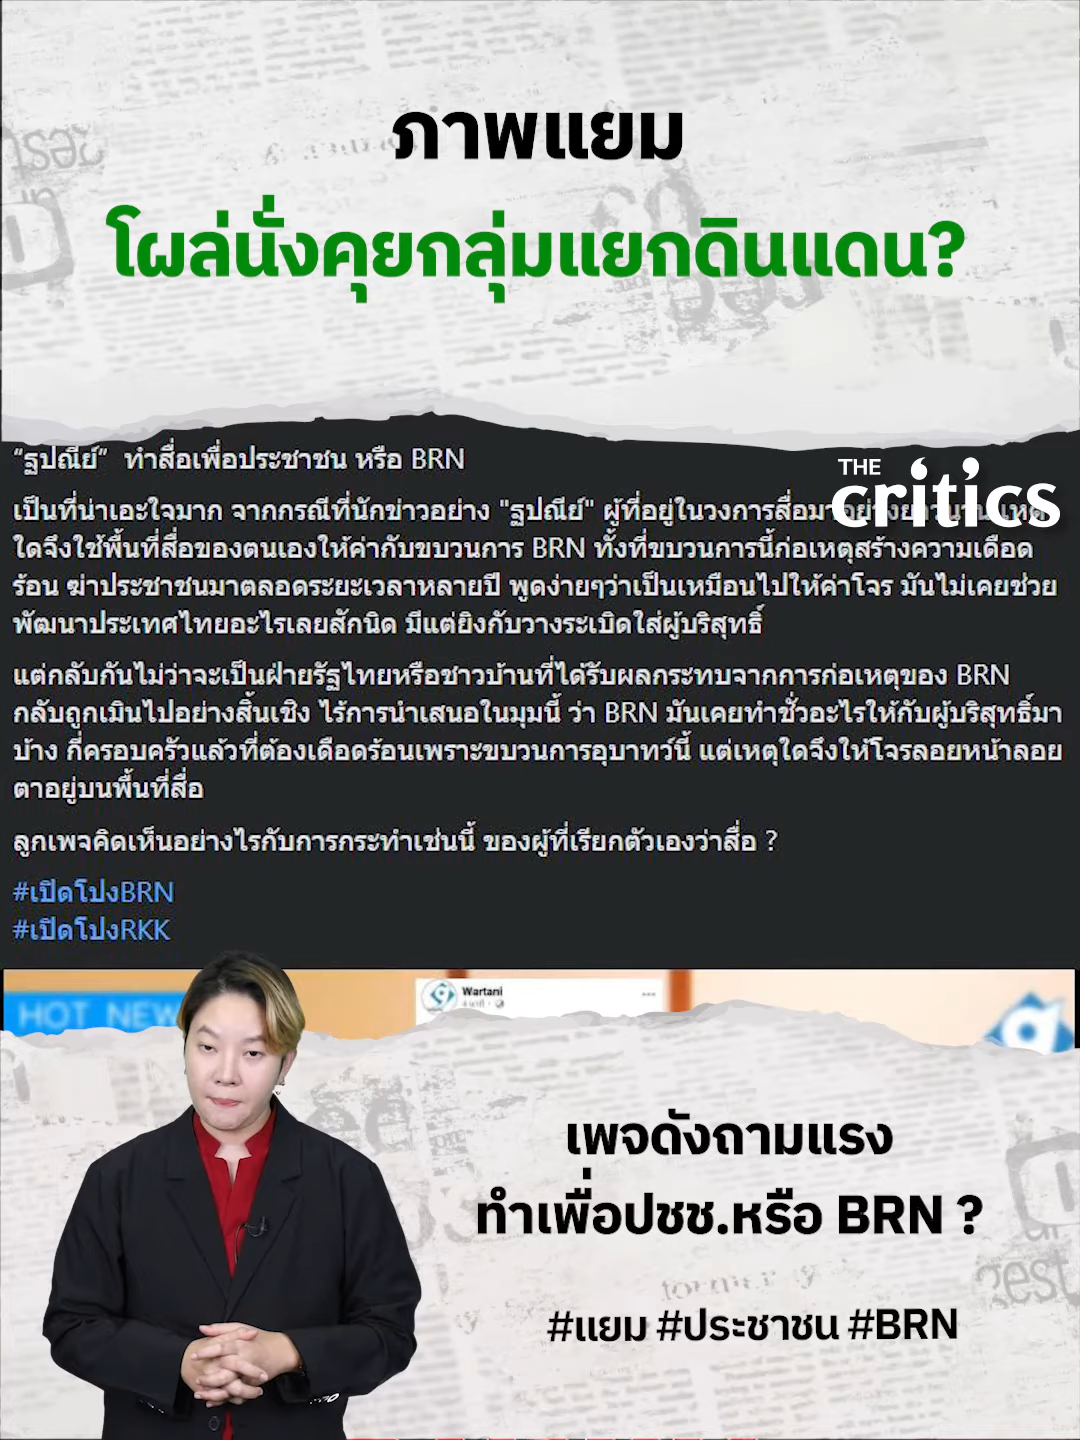 ภาพแยม
โผล่นั่งคุยกลุ่มแยกดินแดน?
THE
critics
“ฐปณีย์” ทำสื่อเพื่อประชาชน หรือ BRN
เป็นที่น่าเอะใจมาก จากกรณีที่นักข่าวอย่าง "ฐปณีย์" ผู้ที่อยู่ในวงการสื่อมาอย่างยาวนาน เหตุ
ใดจึงใช้พื้นที่สื่อของตนเองให้ค่ากับขบวนการ BRN ทั้งที่ขบวนการนี้ก่อเหตุสร้างความเดือด
ร้อน ฆ่าประชาชนมาตลอดระยะเวลาหลายปี พูดง่ายๆว่าเป็นเหมือนไปให้ค่าโจร มันไม่เคยช่วย
พัฒนาประเทศไทยอะไรเลยสักนิด มีแต่ยิงกับวางระเบิดใส่ผู้บริสุทธิ์
แต่กลับกันไม่ว่าจะเป็นฝ่ายรัฐไทยหรือชาวบ้านที่ได้รับผลกระทบจากการก่อเหตุของ BRN
กลับถูกเมินไปอย่างสิ้นเชิง ไร้การนำเสนอในมุมนี้ ว่า BRN มันเคยทำชั่วอะไรให้กับผู้บริสุทธิ์มา
บ้าง กี่ครอบครัวแล้วที่ต้องเดือดร้อนเพราะขบวนการอุบาทว์นี้ แต่เหตุใดจึงให้โจรลอยหน้าลอย
ตาอยู่บนพื้นที่สื่อ
ลูกเพจคิดเห็นอย่างไรกับการกระทำเช่นนี้ ของผู้ที่เรียกตัวเองว่าสื่อ ?
#เปิดโปงBRN
#เปิดโปงRKK
HOT NEW
Wartani
เพจดังถามแรง
ทำเพื่อปชช.หรือ BRN ?
#แยม #ประชาชน #BRN